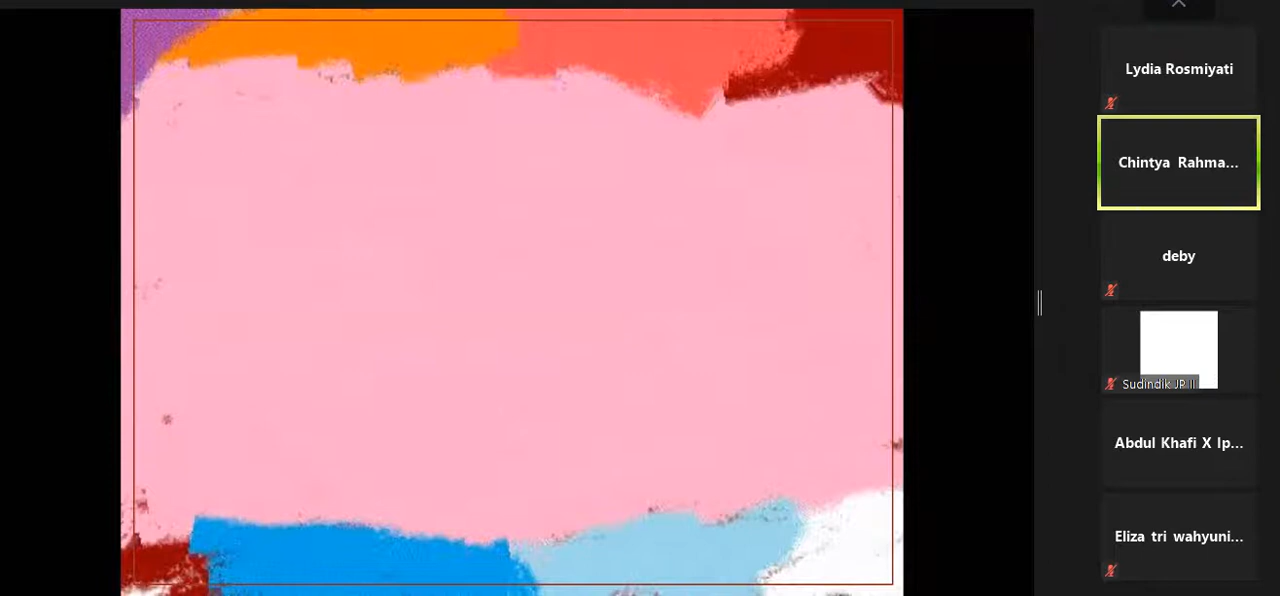 Lydia Rosmiyati
Chintya Rahma...
deby
Sudindik JP II
Abdul Khafi X Ip...
Eliza tri wahyuni...